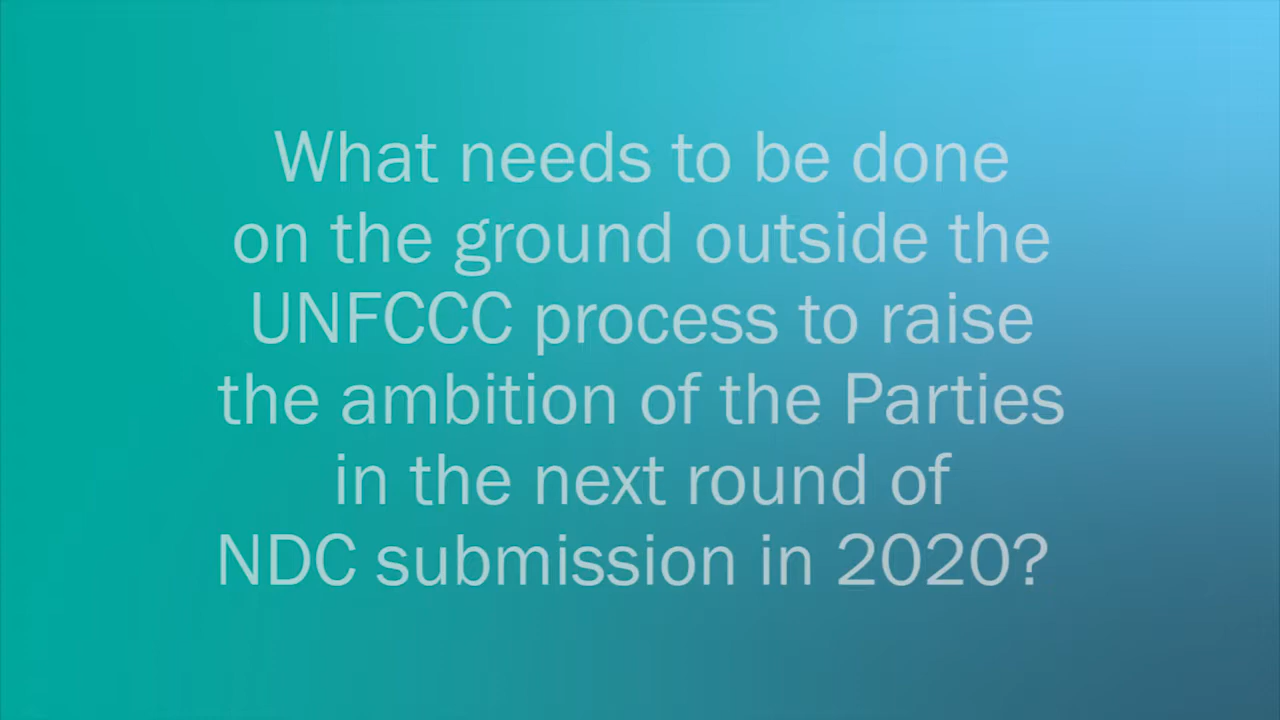 What needs to be done
on the ground outside the
UNFCCC process to raise
the ambition of the Parties
in the next round of
NDC submission in 2020?